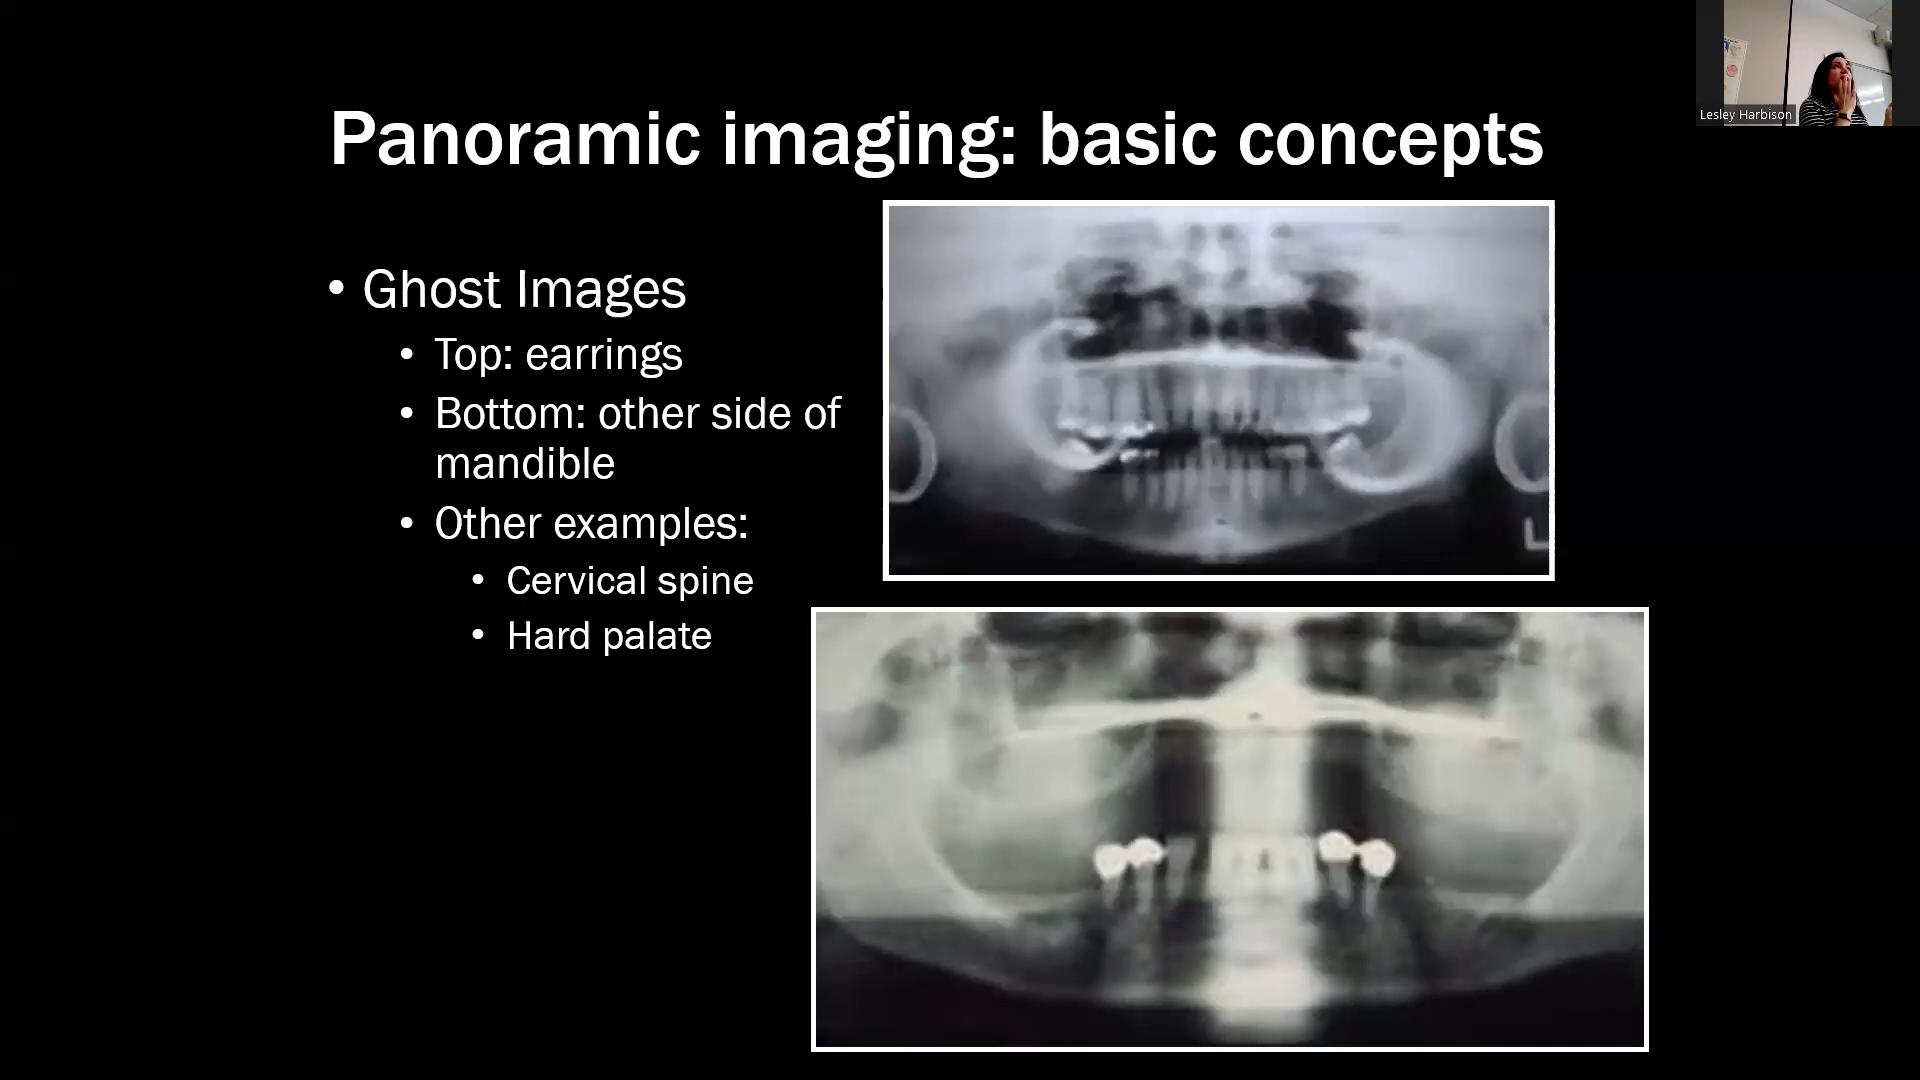 Panoramic imaging: basic concepts
Lesley Harbison
• Ghost Images
• Top: earrings
• Bottom: other side of
mandible
• Other examples:
• Cervical spine
• Hard palate
L